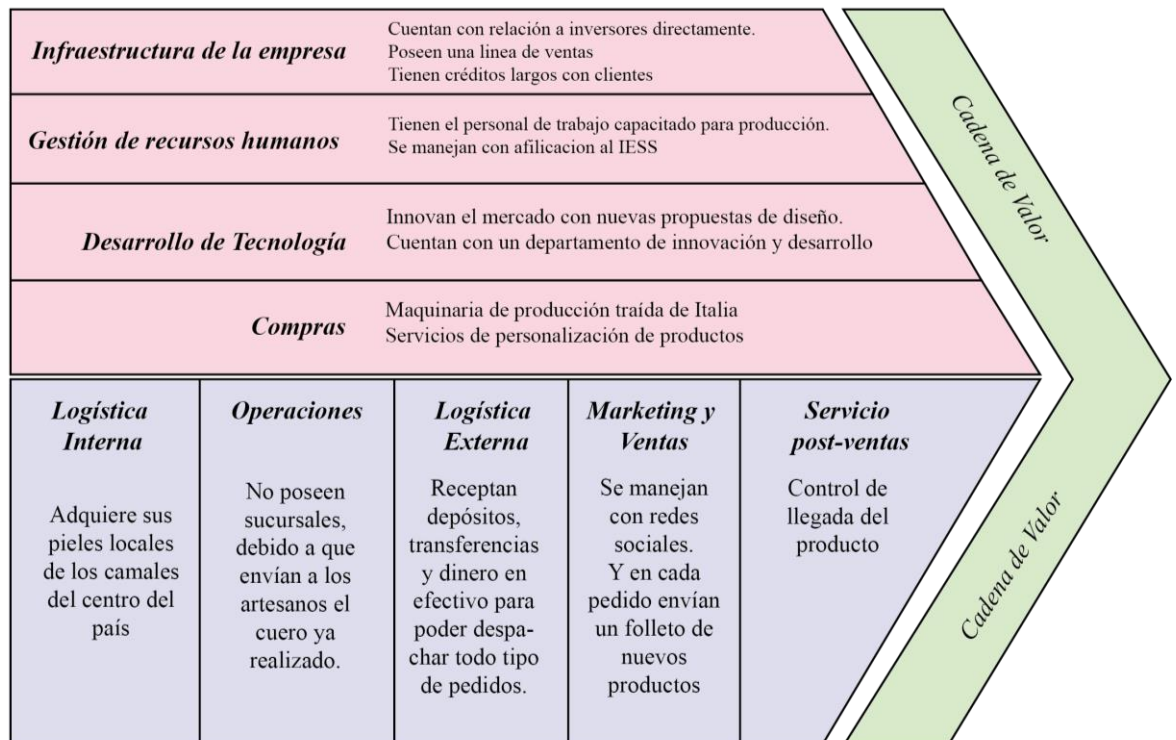 Infraestructura de la empresa
Cuentan con relación a inversores directamente.
Poseen una linea de ventas
Tienen créditos largos con clientes
Gestión de recursos humanos
Tienen el personal de trabajo capacitado para producción.
Se manejan con afilicacion al IESS
Desarrollo de Tecnología
Innovan el mercado con nuevas propuestas de diseño.
Cuentan con un departamento de innovación y desarrollo
Compras
Maquinaria de producción traída de Italia
Servicios de personalización de productos
Logística
Interna
Adquiere sus
pieles locales
de los camales
del centro del
país
Operaciones
No poseen
sucursales,
debido a que
envían a los
artesanos el
cuero ya
realizado.
Logística
Externa
Receptan
depósitos,
transferencias
y dinero en
efectivo para
poder despa-
char todo tipo
de pedidos.
Marketing y
Ventas
Se manejan
con redes
sociales.
Y en cada
pedido envían
un folleto de
nuevos
productos
Servicio
post-ventas
Control de
llegada del
producto
Cadena de Valor
Cadena de Valor